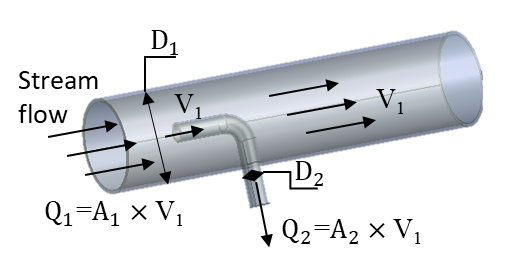 D₁
Stream
flow
V₁
V₁
D₂
Q₁=A₁ × V₁
Q₂=A₂ × V₁